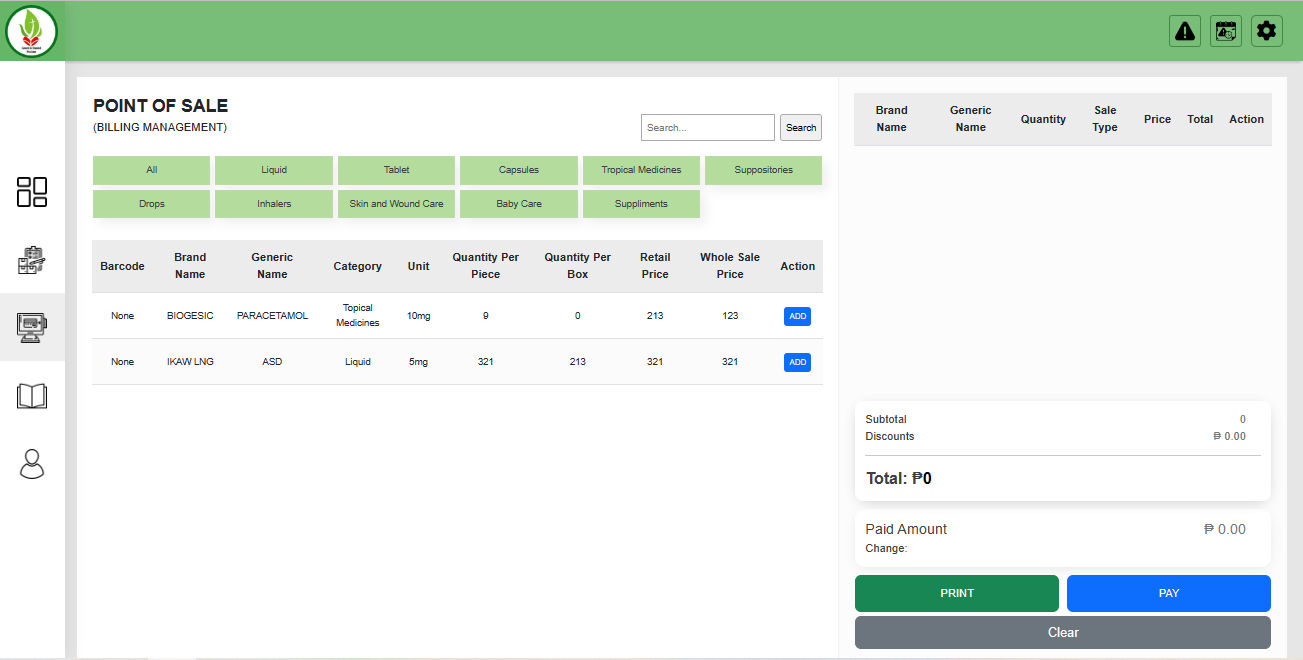 POINT OF SALE
(BILLING MANAGEMENT)
Search...
Search
All
Liquid
Tablet
Capsules
Tropical Medicines
Suppositories
Drops
Inhalers
Skin and Wound Care
Baby Care
Suppliments
Barcode
Brand
Name
Generic
Name
Category
Unit
Quantity Per
Piece
Quantity Per
Box
Retail
Price
Whole Sale
Price
Action
None
BIOGESIC
PARACETAMOL
Topical
Medicines
10mg
9
0
213
123
ADD
None
IKAW LNG
ASD
Liquid
5mg
321
213
321
321
ADD
Brand
Name
Generic
Name
Quantity
Sale
Type
Price
Total
Action
Subtotal
0
Discounts
₱ 0.00
Total: ₱0
Paid Amount
₱ 0.00
Change:
PRINT
PAY
Clear